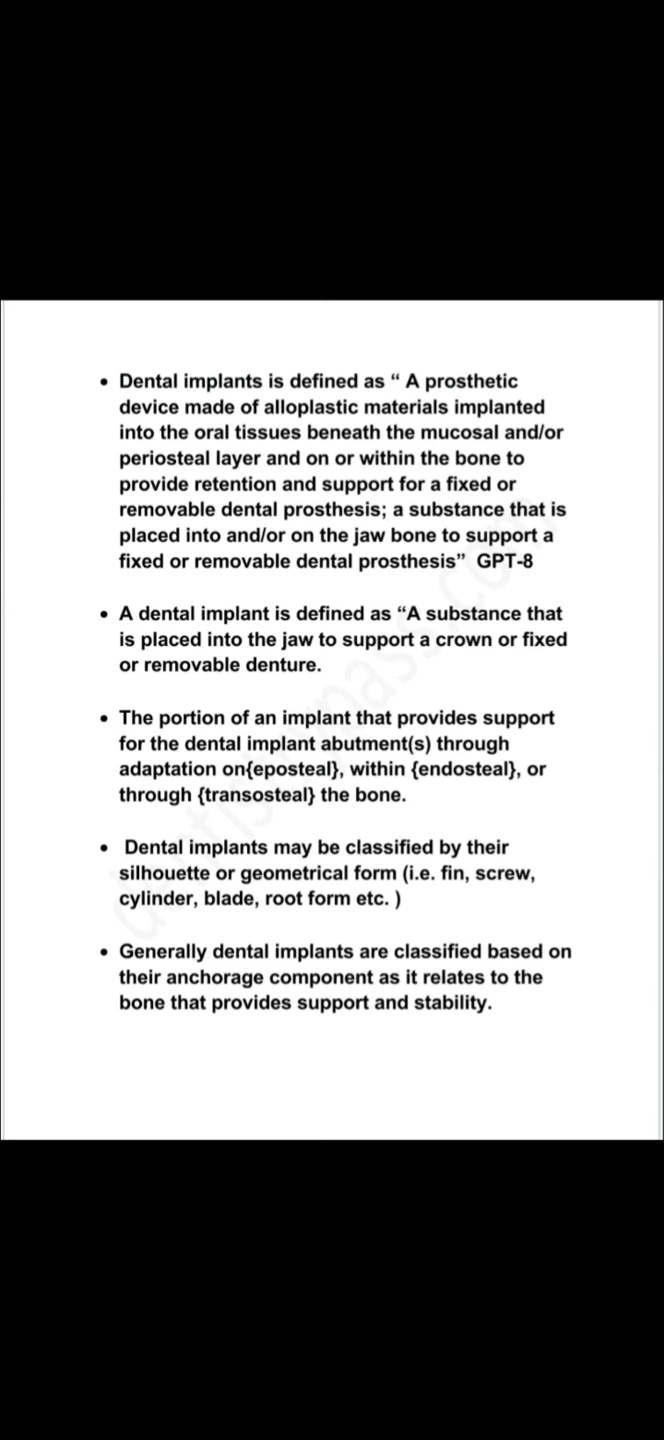 • Dental implants is defined as “ A prosthetic
device made of alloplastic materials implanted
into the oral tissues beneath the mucosal and/or
periosteal layer and on or within the bone to
provide retention and support for a fixed or
removable dental prosthesis; a substance that is
placed into and/or on the jaw bone to support a
fixed or removable dental prosthesis” GPT-8
• A dental implant is defined as “A substance that
is placed into the jaw to support a crown or fixed
or removable denture.
• The portion of an implant that provides support
for the dental implant abutment(s) through
adaptation on{eposteal}, within {endosteal}, or
through {transosteal} the bone.
• Dental implants may be classified by their
silhouette or geometrical form (i.e. fin, screw,
cylinder, blade, root form etc. )
• Generally dental implants are classified based on
their anchorage component as it relates to the
bone that provides support and stability.